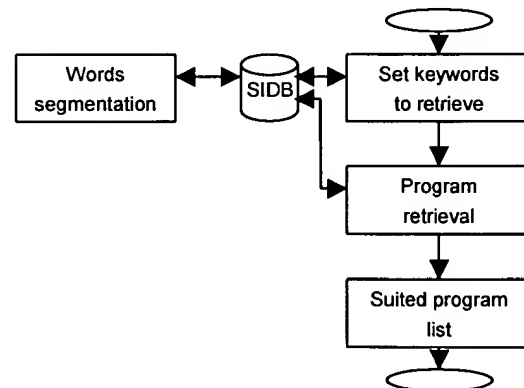 Words
segmentation
SIDB
Set keywords
to retrieve
Program
retrieval
Suited program
list